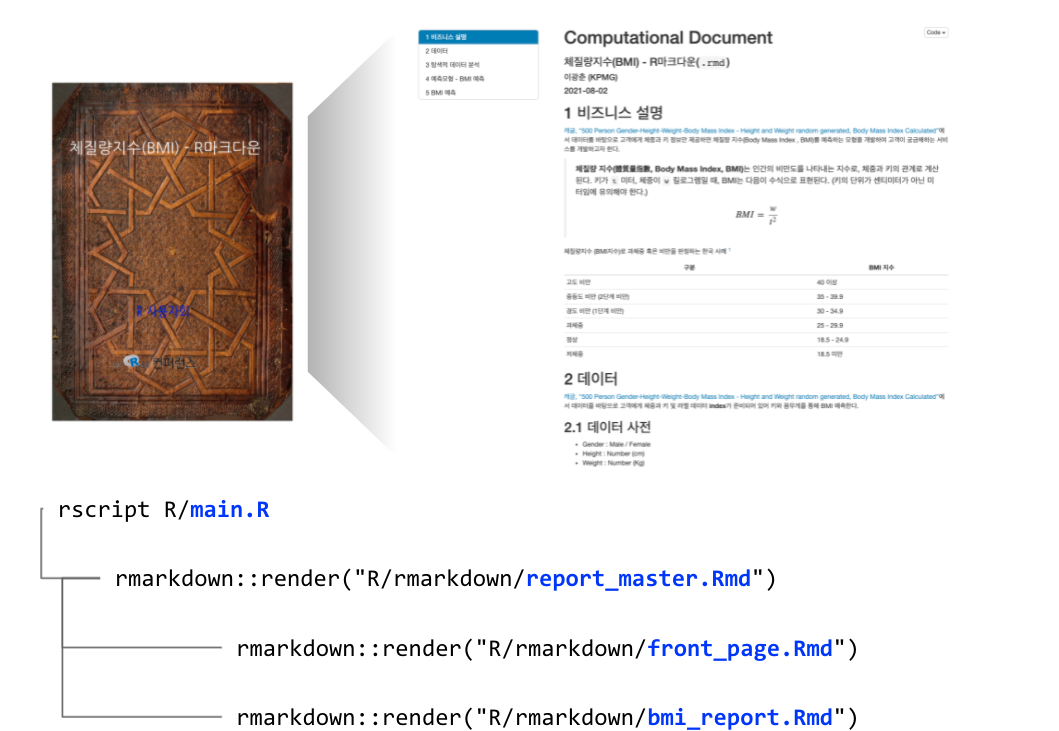 체질량지수(BMI) - R마크다운
R 사용자회
R 컨퍼런스
1 비즈니스 설명
2 데이터
3 탐색적 데이터 분석
4 예측모형 - BMI 예측
5 BMI 예측
Code
Computational Document
체질량지수(BMI) - R마크다운(.rmd)
이광춘 (KPMG)
2021-08-02
1 비즈니스 설명
캐글, "500 Person Gender-Height-Weight-Body Mass Index - Height and Weight random generated, Body Mass Index Calculated"에
서 데이터를 바탕으로 고객에게 체중과 키 정보만 제공하면 체질량 지수(Body Mass Index , BMI)를 예측하는 모형을 개발하여 고객이 궁금해하는 서비
스를 개발하고자 한다.
체질량 지수(體質量指數, Body Mass Index, BMI)는 인간의 비만도를 나타내는 지수로, 체중과 키의 관계로 계산
된다. 키가 t 미터, 체중이 w 킬로그램일 때, BMI는 다음의 수식으로 표현된다. (키의 단위가 센티미터가 아닌 미
터임에 유의해야 한다.)
BMI = w/t²
체질량지수 (BMI지수)로 과체중 혹은 비만을 판정하는 한국 사례 ¹
구분 BMI 지수
고도 비만 40 이상
중등도 비만 (2단계 비만) 35 - 39.9
경도 비만 (1단계 비만) 30 - 34.9
과체중 25 - 29.9
정상 18.5 - 24.9
저체중 18.5 미만
2 데이터
캐글, "500 Person Gender-Height-Weight-Body Mass Index - Height and Weight random generated, Body Mass Index Calculated"에
서 데이터를 바탕으로 고객에게 체중과 키 및 라벨 데이터 index가 준비되어 있어 키와 몸무게를 통해 BMI 예측한다.
2.1 데이터 사전
• Gender : Male / Female
• Height : Number (cm)
• Weight : Number (Kg)
rscript R/main.R
rmarkdown::render("R/rmarkdown/report_master.Rmd")
rmarkdown::render("R/rmarkdown/front_page.Rmd")
rmarkdown::render("R/rmarkdown/bmi_report.Rmd")